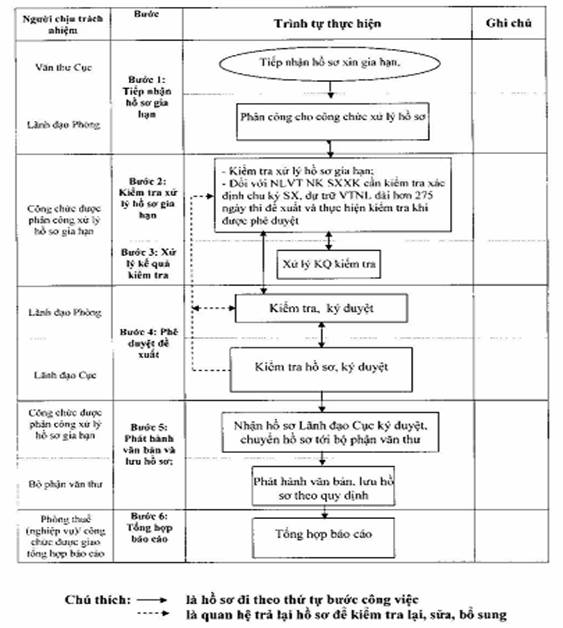 Người chịu trách
nhiệm
Bước
Trình tự thực hiện
Ghi chú
Văn thư Cục
Lãnh đạo Phòng
Bước 1:
Tiếp nhận
hồ sơ gia
hạn
Tiếp nhận hồ sơ xin gia hạn,
Phân công cho công chức xử lý hồ sơ
Công chức được
phân công xử lý
hồ sơ gia hạn
Bước 2:
Kiểm tra xử
lý hồ sơ gia
hạn
Bước 3: Xử
lý kế quả
kiểm tra
- Kiểm tra xử lý hồ sơ gia hạn;
- Đối với NLVT NK SXXK cần kiểm tra xác
định chu kỳ SX, dự trữ VTNL dài hơn 275
ngày thì đề xuất và thực hiện kiểm tra khi
được phê duyệt
Xử lý KQ kiểm tra
Lãnh đạo Phòng
Lãnh đạo Cục
Bước 4: Phê
duyệt đề
xuất
Kiểm tra, ký duyệt
Kiểm tra hồ sơ, ký duyệt
Công chức được
phân công xử lý
hồ sơ gia hạn
Bộ phận văn thư
Bước 5:
Phát hành
văn bản và
lưu hồ sơ;
Nhận hồ sơ Lãnh đạo Cục ký duyệt,
chuyển hồ sơ tới bộ phận văn thư.
Phát hành văn bản, lưu hồ
sơ theo quy định
Phòng thuế
(nghiệp vụ)/ công
chức được giao
tổng hợp báo cáo
Bước 6:
Tổng hợp
báo cáo
Tổng hợp báo cáo
Chú thích: là hồ sơ đi theo thứ tự bước công việc
là quan hệ trả lại hồ sơ để kiểm tra lại, sữa, bổ sung